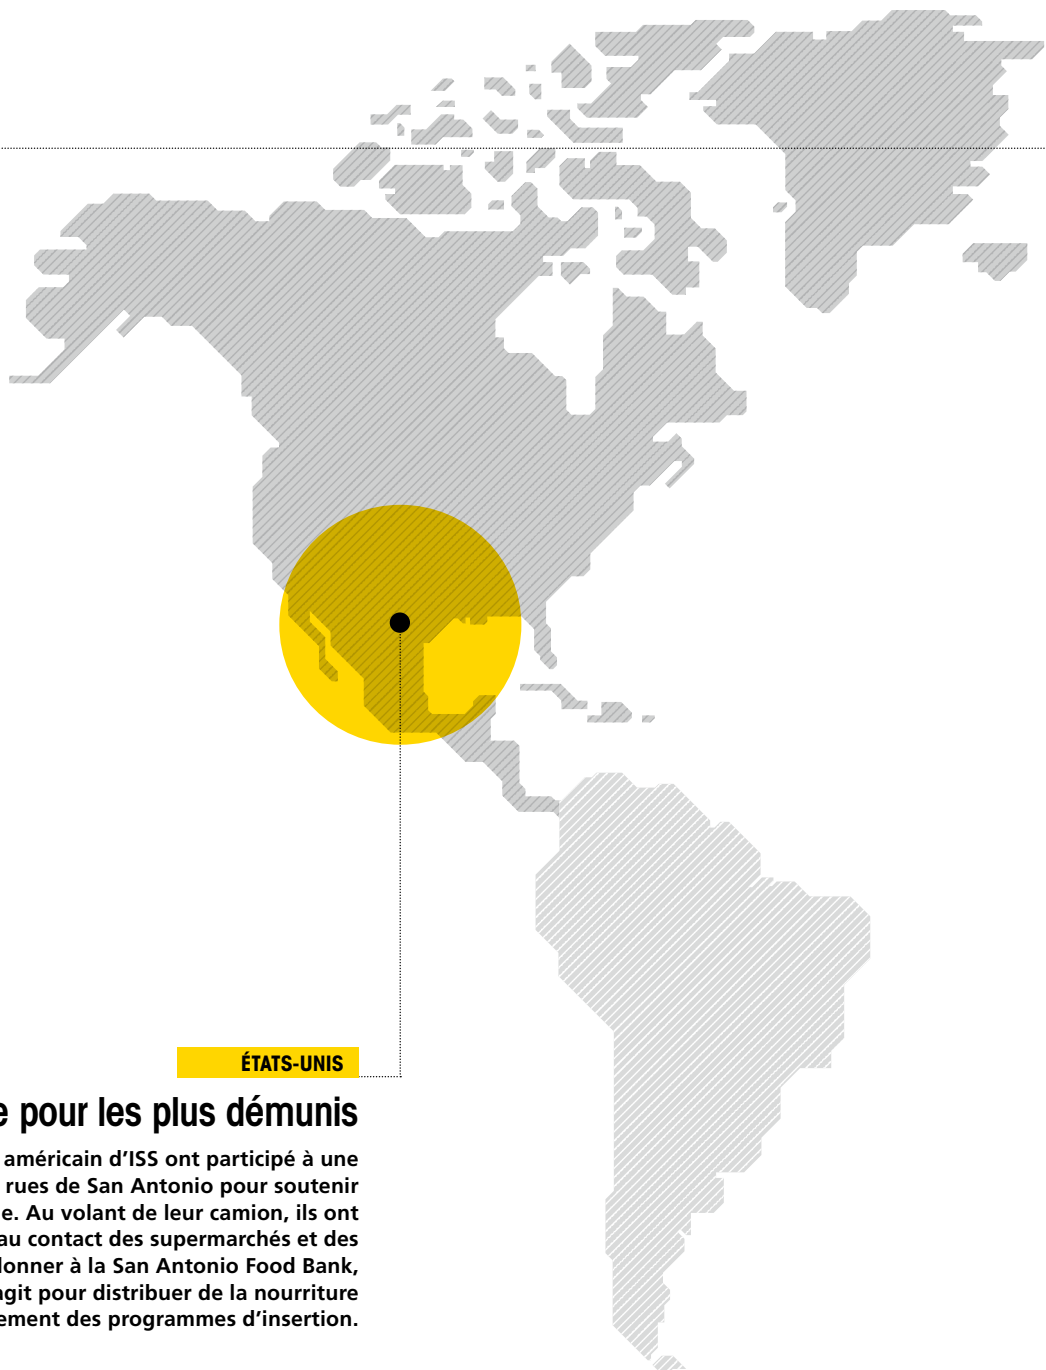 ÉTATS-UNIS
pour les plus démunis
américain d'ISS ont participé à une
rues de San Antonio pour soutenir
Au volant de leur camion, ils ont
au contact des supermarchés et des
donner à la San Antonio Food Bank,
agit pour distribuer de la nourriture
des programmes d'insertion.